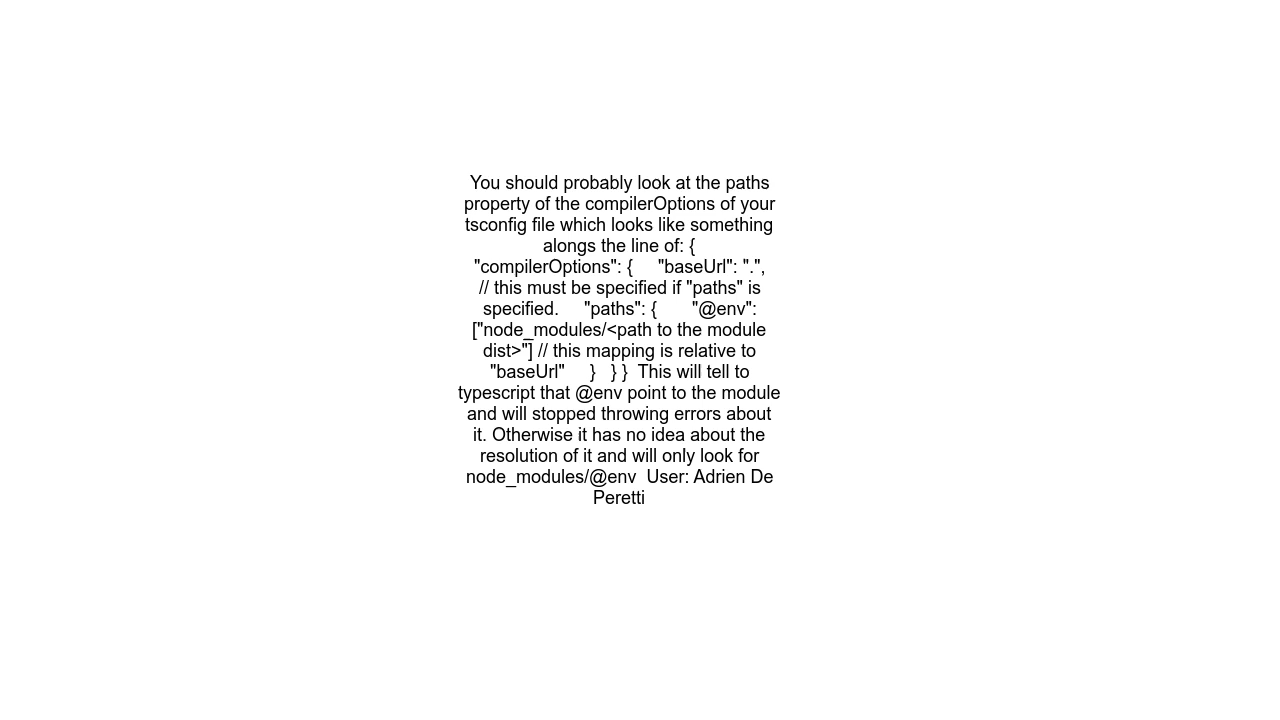 You should probably look at the paths
property of the compilerOptions of your
tsconfig file which looks like something
alongs the line of: {
"compilerOptions": {     "baseUrl": ".",
// this must be specified if "paths" is
specified.     "paths": {       "@env":
["node_modules/<path to the module
dist>"] // this mapping is relative to
"baseUrl"     }   } }  This will tell to
typescript that @env point to the module
and will stopped throwing errors about
it. Otherwise it has no idea about the
resolution of it and will only look for
node_modules/@env  User: Adrien De
Peretti